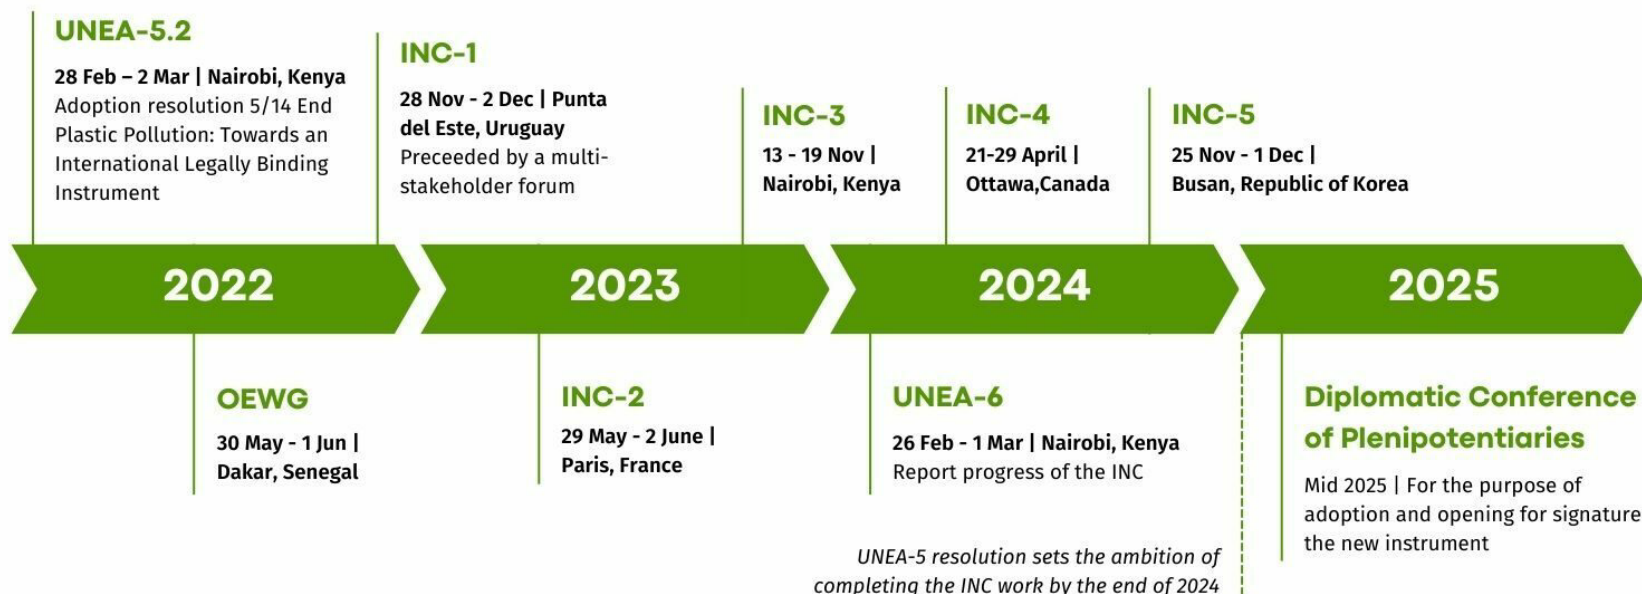 UNEA-5.2
28 Feb – 2 Mar | Nairobi, Kenya
Adoption resolution 5/14 End
Plastic Pollution: Towards an
International Legally Binding
Instrument
INC-1
28 Nov - 2 Dec | Punta
del Este, Uruguay
Preceeded by a multi-
stakeholder forum
INC-3
13 - 19 Nov |
Nairobi, Kenya
INC-4
21-29 April |
Ottawa,Canada
INC-5
25 Nov - 1 Dec |
Busan, Republic of Korea
2022
2023
2024
2025
OEWG
30 May - 1 Jun |
Dakar, Senegal
INC-2
29 May - 2 June |
Paris, France
UNEA-6
26 Feb - 1 Mar | Nairobi, Kenya
Report progress of the INC
Diplomatic Conference
of Plenipotentiaries
Mid 2025 | For the purpose of
adoption and opening for signature
the new instrument
UNEA-5 resolution sets the ambition of
completing the INC work by the end of 2024